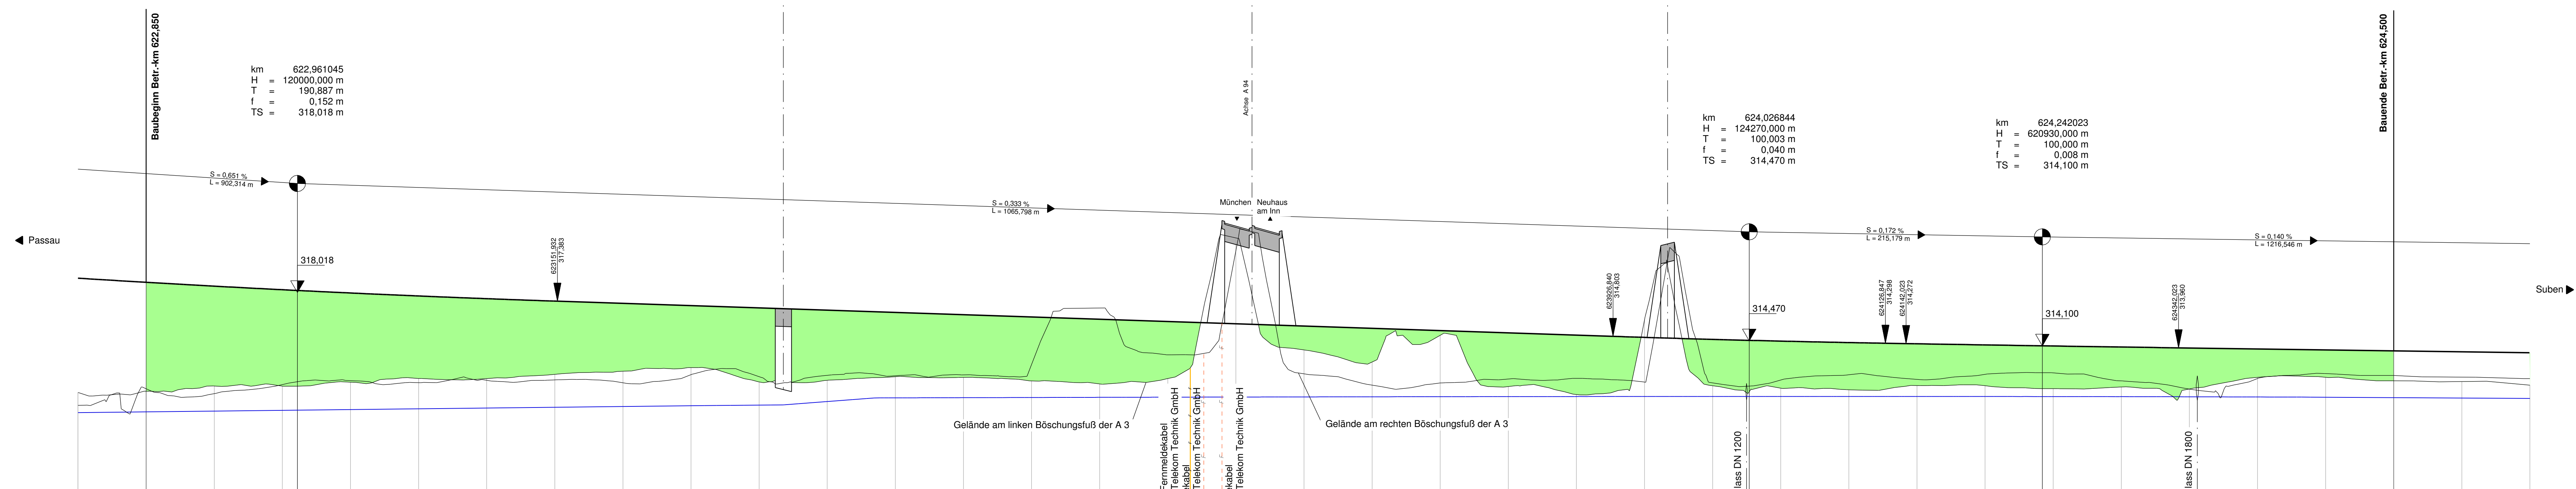 Baubeginn Betr.-km 622,850
km 622,961045
H = 120000,000 m
T = 190,887 m
f = 0,152 m
TS = 318,018 m
S = 0,651 %
L = 902,314 m
Passau
318,018
623151,932
317,383
S = 0,333 %
L = 1065,798 m
Achse A 94
München
Neuhaus
am Inn
Gelände am linken Böschungsfuß der A 3
Fernmeldekabel
Telekom Technik GmbH
ekabel
Telekom Technik GmbH
ekabel
Telekom Technik GmbH
Gelände am rechten Böschungsfuß der A 3
623926,840
314,803
km 624,026844
H = 124270,000 m
T = 100,003 m
f = 0,040 m
TS = 314,470 m
314,470
lass DN 1200
S = 0,172 %
L = 215,179 m
624126,847
314,298
624142,023
314,272
km 624,242023
H = 620930,000 m
T = 100,000 m
f = 0,008 m
TS = 314,100 m
314,100
624342,023
313,960
lass DN 1800
S = 0,140 %
L = 1216,546 m
Bauende Betr.-km 624,500
Suben